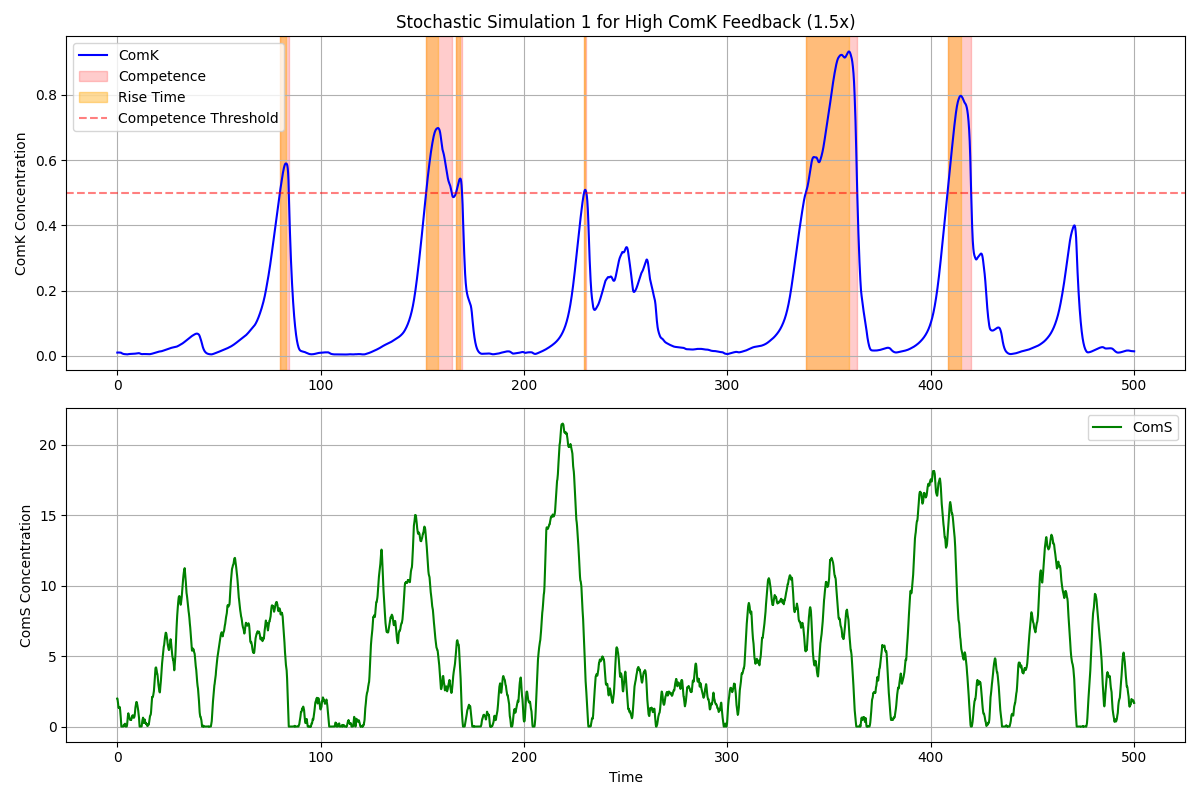 Stochastic Simulation 1 for High ComK Feedback (1.5x)
ComK
Competence
Rise Time
Competence Threshold
ComK Concentration
0.8
0.6
0.4
0.2
0.0
0 100 200 300 400 500
ComS
ComS Concentration
20
15
10
5
0
0 100 200 300 400 500
Time